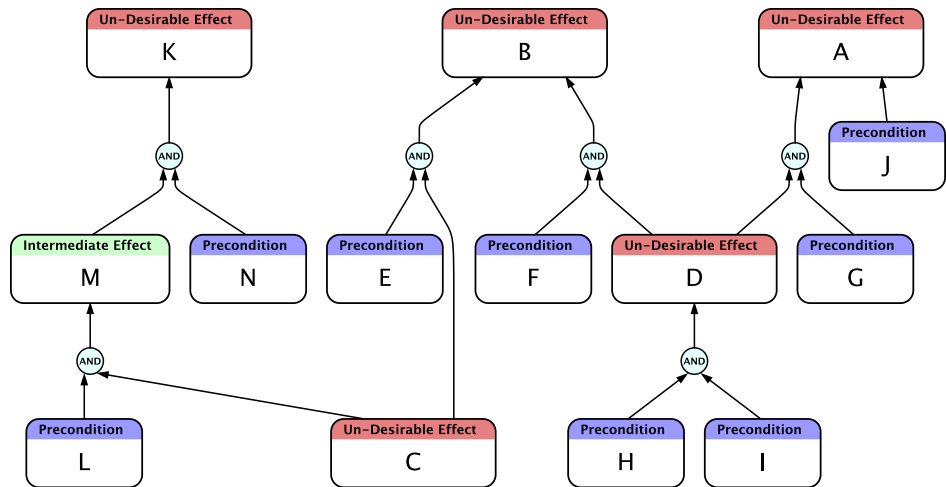 Un-Desirable Effect
K
Un-Desirable Effect
B
Un-Desirable Effect
A
Precondition
J
AND
AND
AND
AND
Intermediate Effect
M
Precondition
N
Precondition
E
Precondition
F
Un-Desirable Effect
D
Precondition
G
AND
AND
Precondition
L
Un-Desirable Effect
C
Precondition
H
Precondition
I